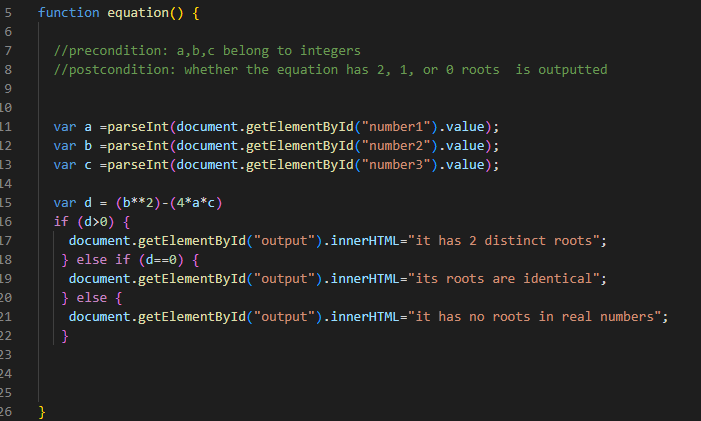 5 function equation() {
6
7 //precondition: a,b,c belong to integers
8 //postcondition: whether the equation has 2, 1, or 0 roots  is outputted
9
10
11 var a =parseInt(document.getElementById("number1").value);
12 var b =parseInt(document.getElementById("number2").value);
13 var c =parseInt(document.getElementById("number3").value);
14
15 var d = (b**2)-(4*a*c)
16 if (d>0) {
17 document.getElementById("output").innerHTML="it has 2 distinct roots";
18 } else if (d==0) {
19 document.getElementById("output").innerHTML="its roots are identical";
20 } else {
21 document.getElementById("output").innerHTML="it has no roots in real numbers";
22 }
23
24
25
26 }